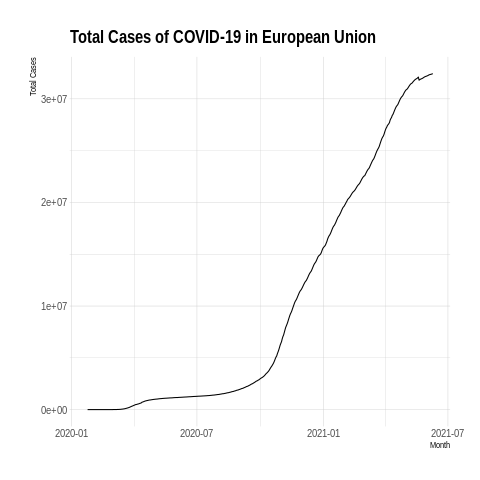 Total Cases of COVID-19 in European Union
Total Cases
3e+07
2e+07
1e+07
0e+00
2020-01 2020-07 2021-01 2021-07
Month